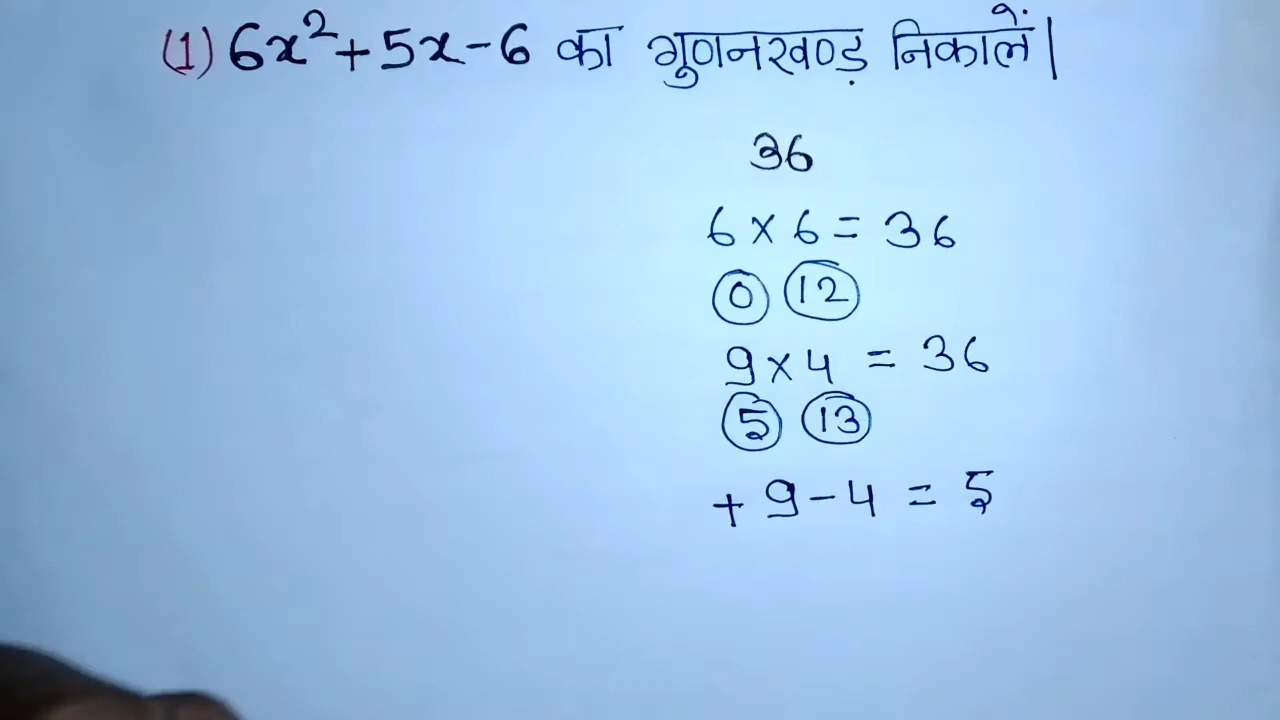 (1) 6x²+5x-6 का गुणनखण्ड़ निकालें|
36
6 × 6 = 36
0 12
9 × 4 = 36
5 13
+ 9 - 4 = 5